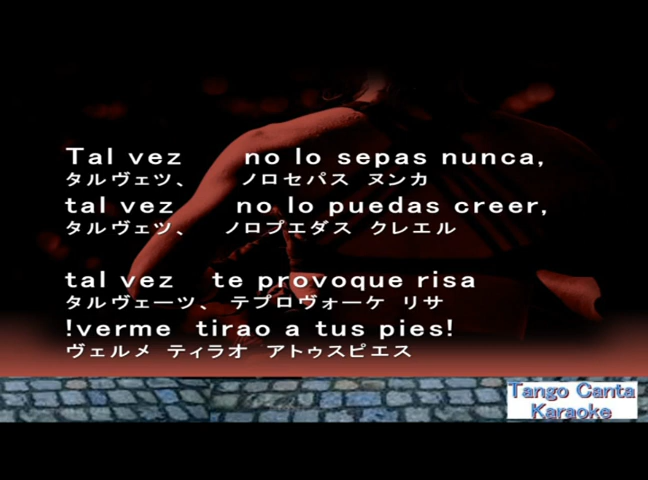 Tal vez no lo sepas nunca,
タルヴェツ、 ノロセパス ヌンカ
tal vez no lo puedas creer,
タルヴェツ、 ノロプエダス クレエル
tal vez te provoque risa
タルヴェーツ、 テプロヴォーケ リサ
!verme tirao a tus pies!
ヴェルメ ティラオ アトゥスピエス
Tango Canta
Karaoke